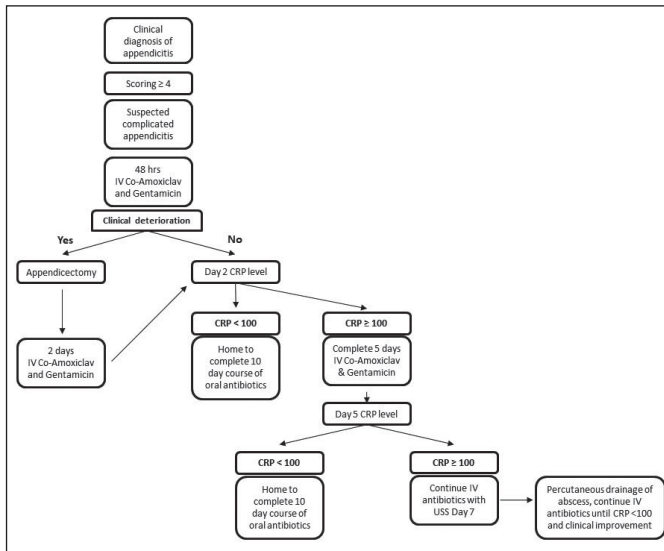 Clinical
diagnosis of
appendicitis
Scoring ≥ 4
Suspected
complicated
appendicitis
48 hrs
IV Co-Amoxiclav
and Gentamicin
Clinical deterioration
Yes
No
Appendicectomy
Day 2 CRP level
2 days
IV Co-Amoxiclav
and Gentamicin
CRP < 100
Home to
complete 10
day course of
oral antibiotics
CRP ≥ 100
Complete 5 days
IV Co-Amoxiclav
& Gentamicin
Day 5 CRP level
CRP < 100
Home to
complete 10
day course of
oral antibiotics
CRP ≥ 100
Continue IV
antibiotics with
USS Day 7
Percutaneous drainage of
abscess, continue IV
antibiotics until CRP <100
and clinical improvement